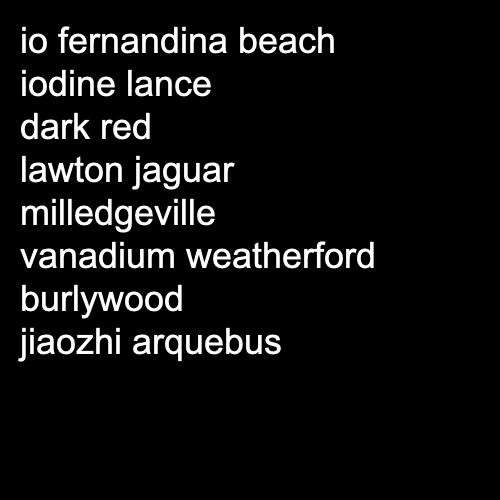 io fernandina beach
iodine lance
dark red
lawton jaguar
milledgeville
vanadium weatherford
burlywood
jiaozhi arquebus